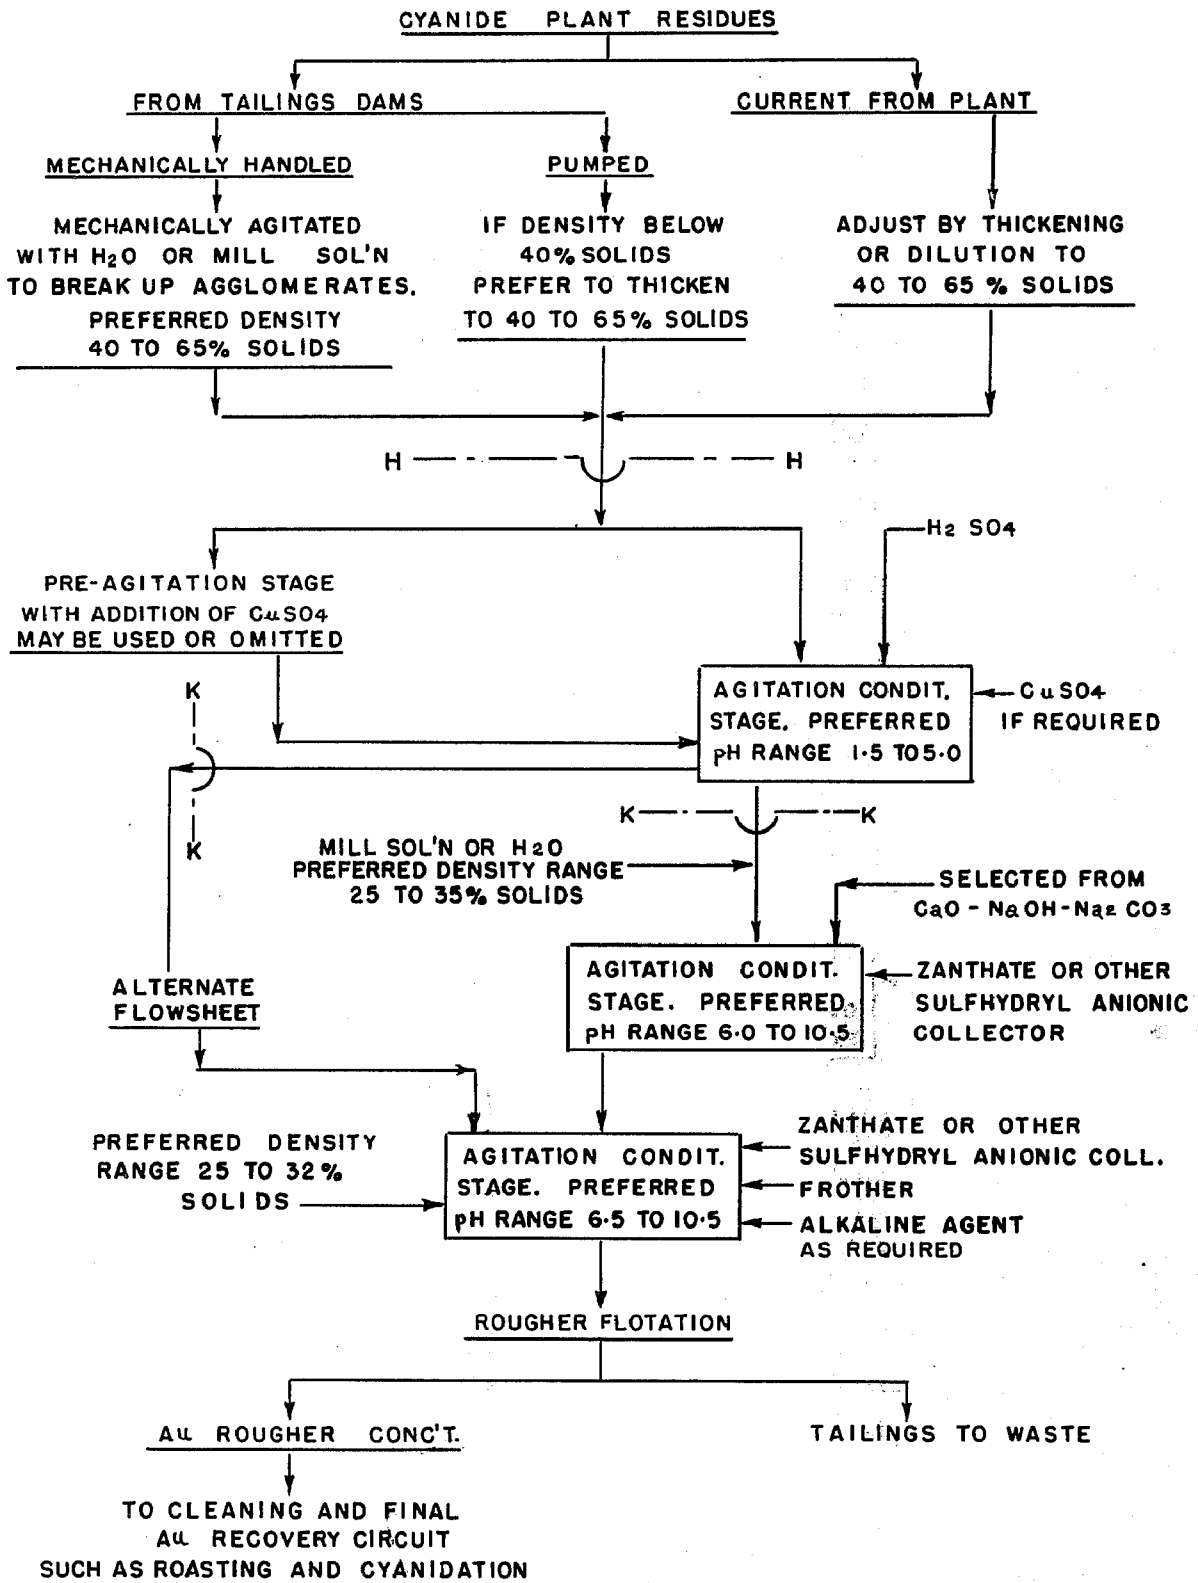 CYANIDE PLANT RESIDUES
FROM TAILINGS DAMS
CURRENT FROM PLANT
MECHANICALLY HANDLED
PUMPED
MECHANICALLY AGITATED
WITH H2O OR MILL SOL'N
TO BREAK UP AGGLOMERATES.
PREFERRED DENSITY
40 TO 65% SOLIDS
IF DENSITY BELOW
40% SOLIDS
PREFER TO THICKEN
TO 40 TO 65% SOLIDS
ADJUST BY THICKENING
OR DILUTION TO
40 TO 65 % SOLIDS
H H
H2 SO4
PRE-AGITATION STAGE
WITH ADDITION OF CuSO4
MAY BE USED OR OMITTED
AGITATION CONDIT.
STAGE. PREFERRED
pH RANGE 1.5 TO 5.0
CuSO4
IF REQUIRED
K
K
K K
MILL SOL'N OR H2O
PREFERRED DENSITY RANGE
25 TO 35% SOLIDS
SELECTED FROM
CaO - NaOH - Na2 CO3
AGITATION CONDIT.
STAGE. PREFERRED
pH RANGE 6.0 TO 10.5
ZANTHATE OR OTHER
SULFHYDRYL ANIONIC
COLLECTOR
ALTERNATE
FLOWSHEET
PREFERRED DENSITY
RANGE 25 TO 32%
SOLIDS
AGITATION CONDIT.
STAGE. PREFERRED
pH RANGE 6.5 TO 10.5
ZANTHATE OR OTHER
SULFHYDRYL ANIONIC COLL.
FROTHER
ALKALINE AGENT
AS REQUIRED
ROUGHER FLOTATION
Au ROUGHER CONC'T.
TAILINGS TO WASTE
TO CLEANING AND FINAL
Au RECOVERY CIRCUIT
SUCH AS ROASTING AND CYANIDATION